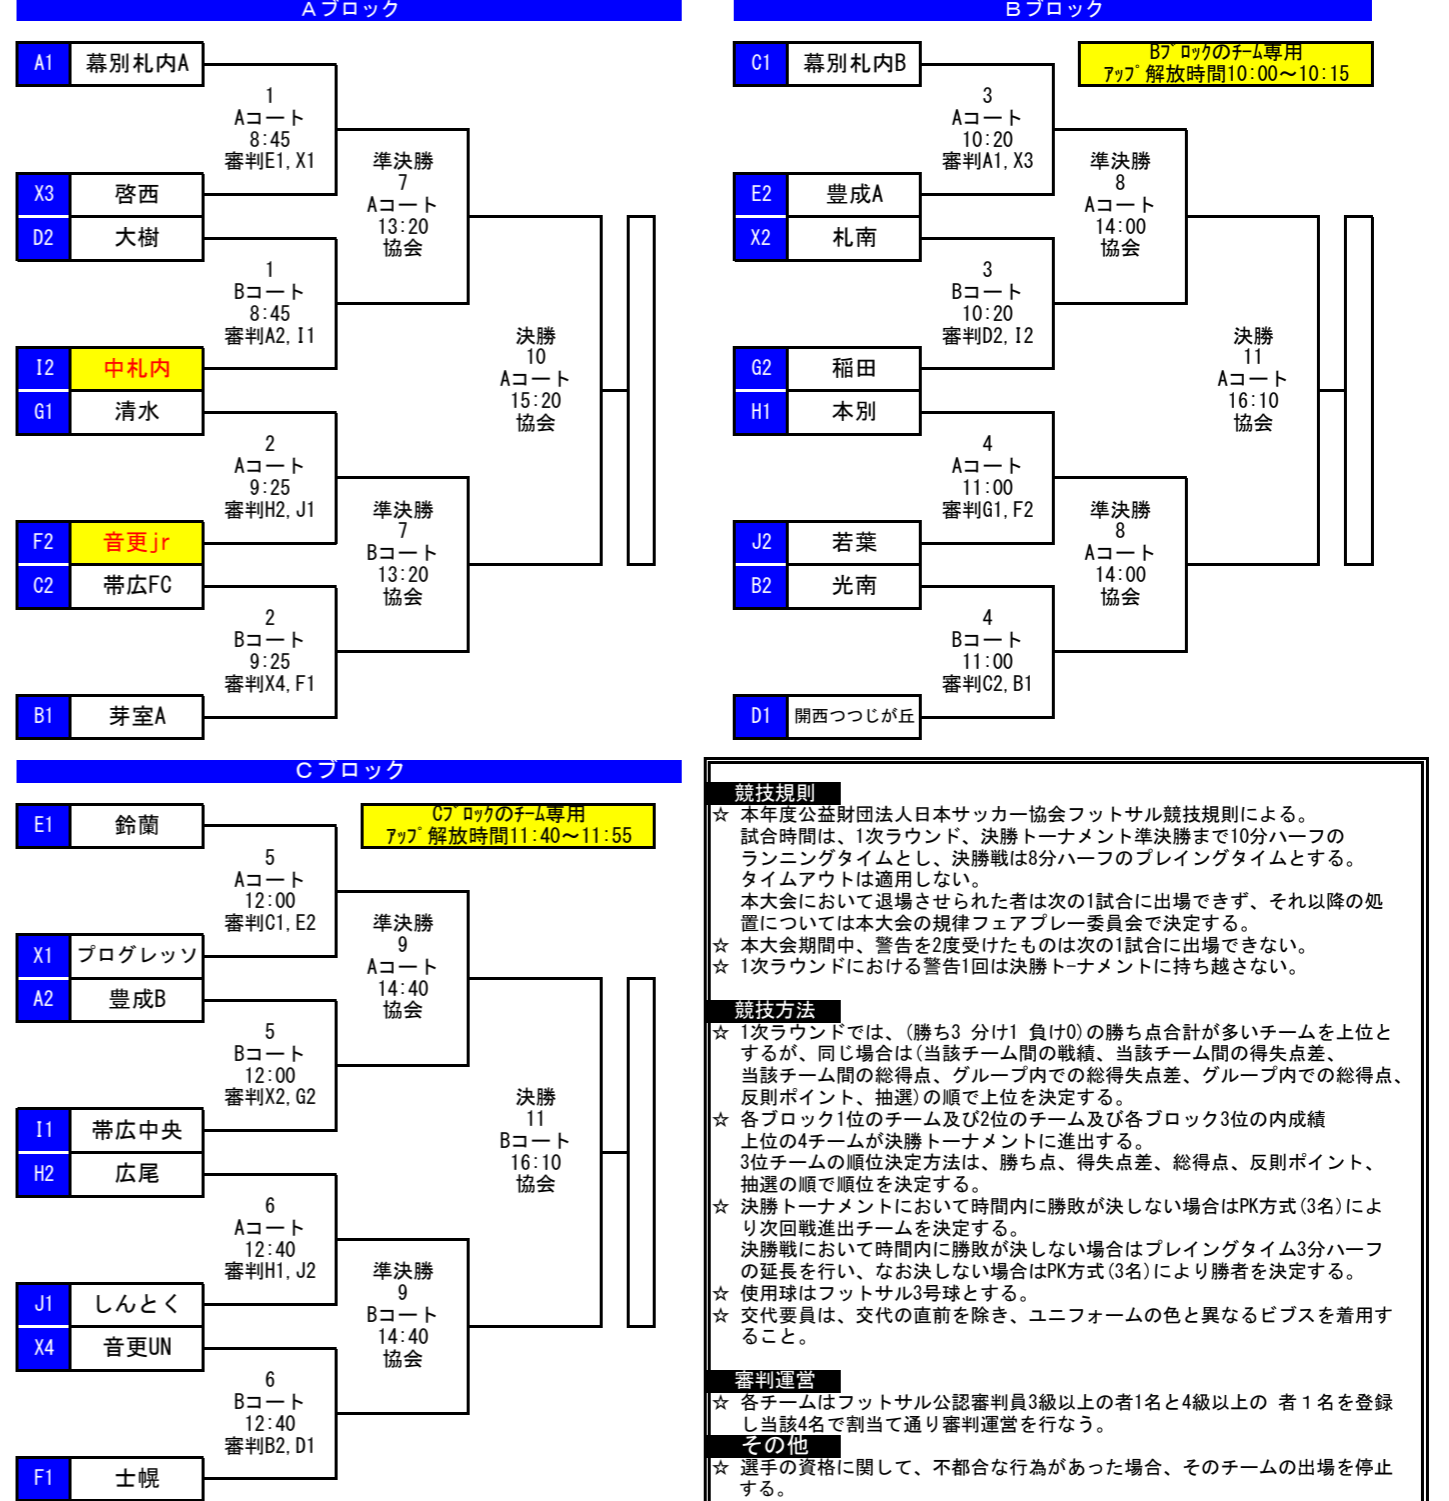 Aブロック
A1 幕別札内A
1
Aコート
8:45
審判E1,X1
X3 啓西
D2 大樹
1
Bコート
8:45
審判A2,I1
I2 中札内
G1 清水
2
Aコート
9:25
審判H2,J1
F2 音更jr
C2 帯広FC
2
Bコート
9:25
審判X4,F1
B1 芽室A
準決勝
7
Aコート
13:20
協会
準決勝
7
Bコート
13:20
協会
決勝
10
Aコート
15:20
協会
Bブロック
Bブロックのチーム専用
アップ解放時間10:00～10:15
C1 幕別札内B
3
Aコート
10:20
審判A1,X3
E2 豊成A
X2 札南
3
Bコート
10:20
審判D2,I2
G2 稲田
H1 本別
4
Aコート
11:00
審判G1,F2
J2 若葉
B2 光南
4
Bコート
11:00
審判C2,B1
D1 開西つつじが丘
準決勝
8
Aコート
14:00
協会
準決勝
8
Aコート
14:00
協会
決勝
11
Aコート
16:10
協会
Cブロック
Cブロックのチーム専用
アップ解放時間11:40～11:55
E1 鈴蘭
5
Aコート
12:00
審判C1,E2
X1 プログレッソ
A2 豊成B
5
Bコート
12:00
審判X2,G2
I1 帯広中央
H2 広尾
6
Aコート
12:40
審判H1,J2
J1 しんとく
X4 音更UN
6
Bコート
12:40
審判B2,D1
F1 士幌
準決勝
9
Aコート
14:40
協会
準決勝
9
Bコート
14:40
協会
決勝
11
Bコート
16:10
協会
競技規則
☆ 本年度公益財団法人日本サッカー協会フットサル競技規則による。
試合時間は、1次ラウンド、決勝トーナメント準決勝まで10分ハーフの
ランニングタイムとし、決勝戦は8分ハーフのプレイングタイムとする。
タイムアウトは適用しない。
本大会において退場させられた者は次の1試合に出場できず、それ以降の処
置については本大会の規律フェアプレー委員会で決定する。
☆ 本大会期間中、警告を2度受けたものは次の1試合に出場できない。
☆ 1次ラウンドにおける警告1回は決勝ト-ナメントに持ち越さない。
競技方法
☆ 1次ラウンドでは、(勝ち3 分け1 負け0)の勝ち点合計が多いチームを上位と
するが、同じ場合は(当該チーム間の戦績、当該チーム間の得失点差、
当該チーム間の総得点、グループ内での総得失点差、グループ内での総得点、
反則ポイント、抽選)の順で上位を決定する。
☆ 各ブロック1位のチーム及び2位のチーム及び各ブロック3位の内成績
上位の4チームが決勝トーナメントに進出する。
3位チームの順位決定方法は、勝ち点、得失点差、総得点、反則ポイント、
抽選の順で順位を決定する。
☆ 決勝トーナメントにおいて時間内に勝敗が決しない場合はPK方式(3名)によ
り次回戦進出チームを決定する。
決勝戦において時間内に勝敗が決しない場合はプレイングタイム3分ハーフ
の延長を行い、なお決しない場合はPK方式(3名)により勝者を決定する。
☆ 使用球はフットサル3号球とする。
☆ 交代要員は、交代の直前を除き、ユニフォームの色と異なるビブスを着用す
ること。
審判運営
☆ 各チームはフットサル公認審判員3級以上の者1名と4級以上の 者１名を登録
し当該4名で割当て通り審判運営を行なう。
その他
☆ 選手の資格に関して、不都合な行為があった場合、そのチームの出場を停止
する。